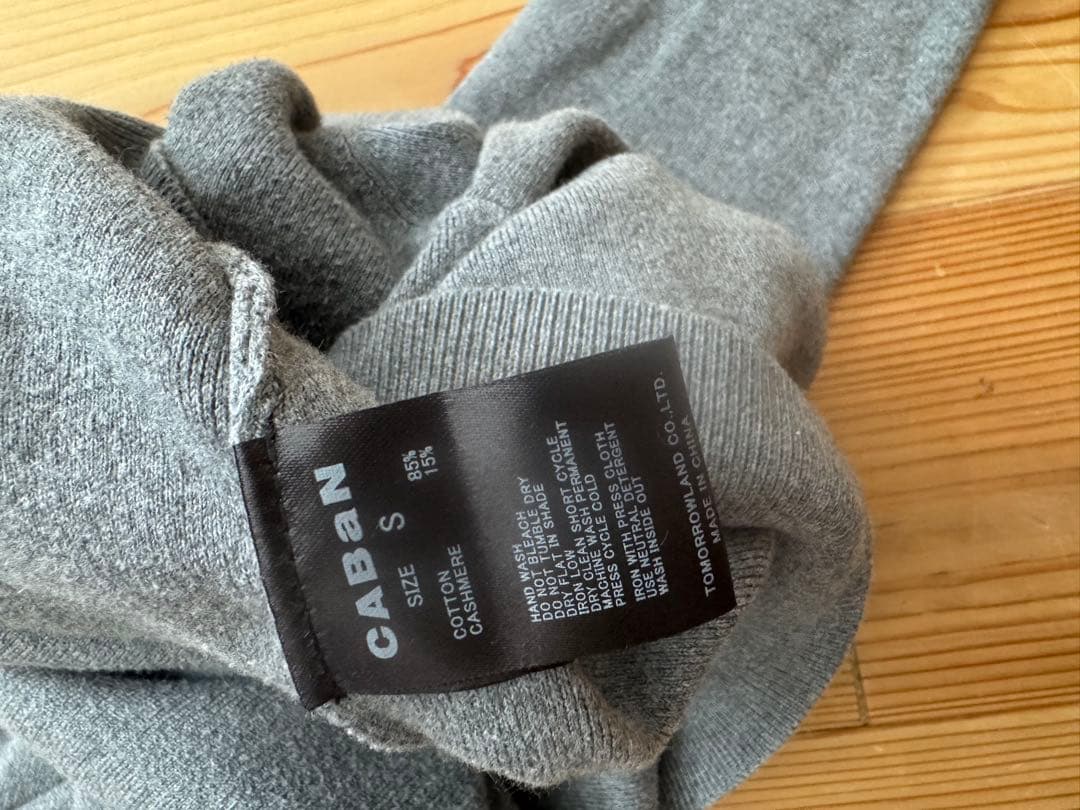 CABaN
SIZE S
COTTON 85%
CASHMERE 15%
HAND WASH
DO NOT BLEACH
DO NOT TUMBLE DRY
DRY FLAT IN SHADE
IRON LOW
DRY CLEAN SHORT CYCLE
MACHINE WASH PERMANENT
PRESS CYCLE COLD
IRON WITH PRESS CLOTH
USE NEUTRAL DETERGENT
WASH INSIDE OUT
TOMORROWLAND CO.,LTD.
MADE IN CHINA